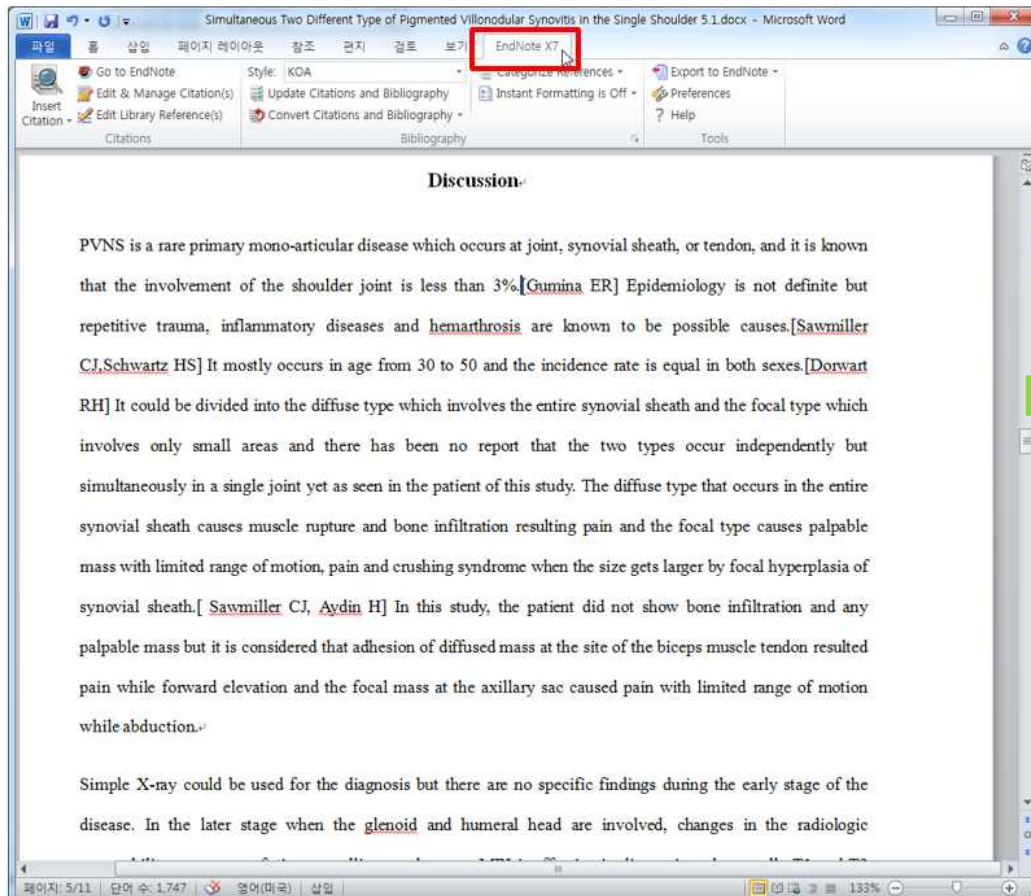 Simultaneous Two Different Type of Pigmented Villonodular Synovitis in the Single Shoulder 5.1.docx - Microsoft Word
파일 홈 삽입 페이지 레이아웃 참조 편지 검토 보기 EndNote X7
Insert Citation
Go to EndNote
Edit & Manage Citation(s)
Edit Library Reference(s)
Citations
Style: KOA
Update Citations and Bibliography
Convert Citations and Bibliography
Categorize References
Instant Formatting is Off
Bibliography
Export to EndNote
Preferences
? Help
Tools
Discussion
PVNS is a rare primary mono-articular disease which occurs at joint, synovial sheath, or tendon, and it is known
that the involvement of the shoulder joint is less than 3%.[Gumina ER] Epidemiology is not definite but
repetitive trauma, inflammatory diseases and hemarthrosis are known to be possible causes.[Sawmiller
CJ,Schwartz HS] It mostly occurs in age from 30 to 50 and the incidence rate is equal in both sexes.[Dorwart
RH] It could be divided into the diffuse type which involves the entire synovial sheath and the focal type which
involves only small areas and there has been no report that the two types occur independently but
simultaneously in a single joint yet as seen in the patient of this study. The diffuse type that occurs in the entire
synovial sheath causes muscle rupture and bone infiltration resulting pain and the focal type causes palpable
mass with limited range of motion, pain and crushing syndrome when the size gets larger by focal hyperplasia of
synovial sheath.[ Sawmiller CJ, Aydin H] In this study, the patient did not show bone infiltration and any
palpable mass but it is considered that adhesion of diffused mass at the site of the biceps muscle tendon resulted
pain while forward elevation and the focal mass at the axillary sac caused pain with limited range of motion
while abduction.
Simple X-ray could be used for the diagnosis but there are no specific findings during the early stage of the
disease. In the later stage when the glenoid and humeral head are involved, changes in the radiologic
페이지: 5/11 단어 수: 1,747 영어(미국) 삽입 133%